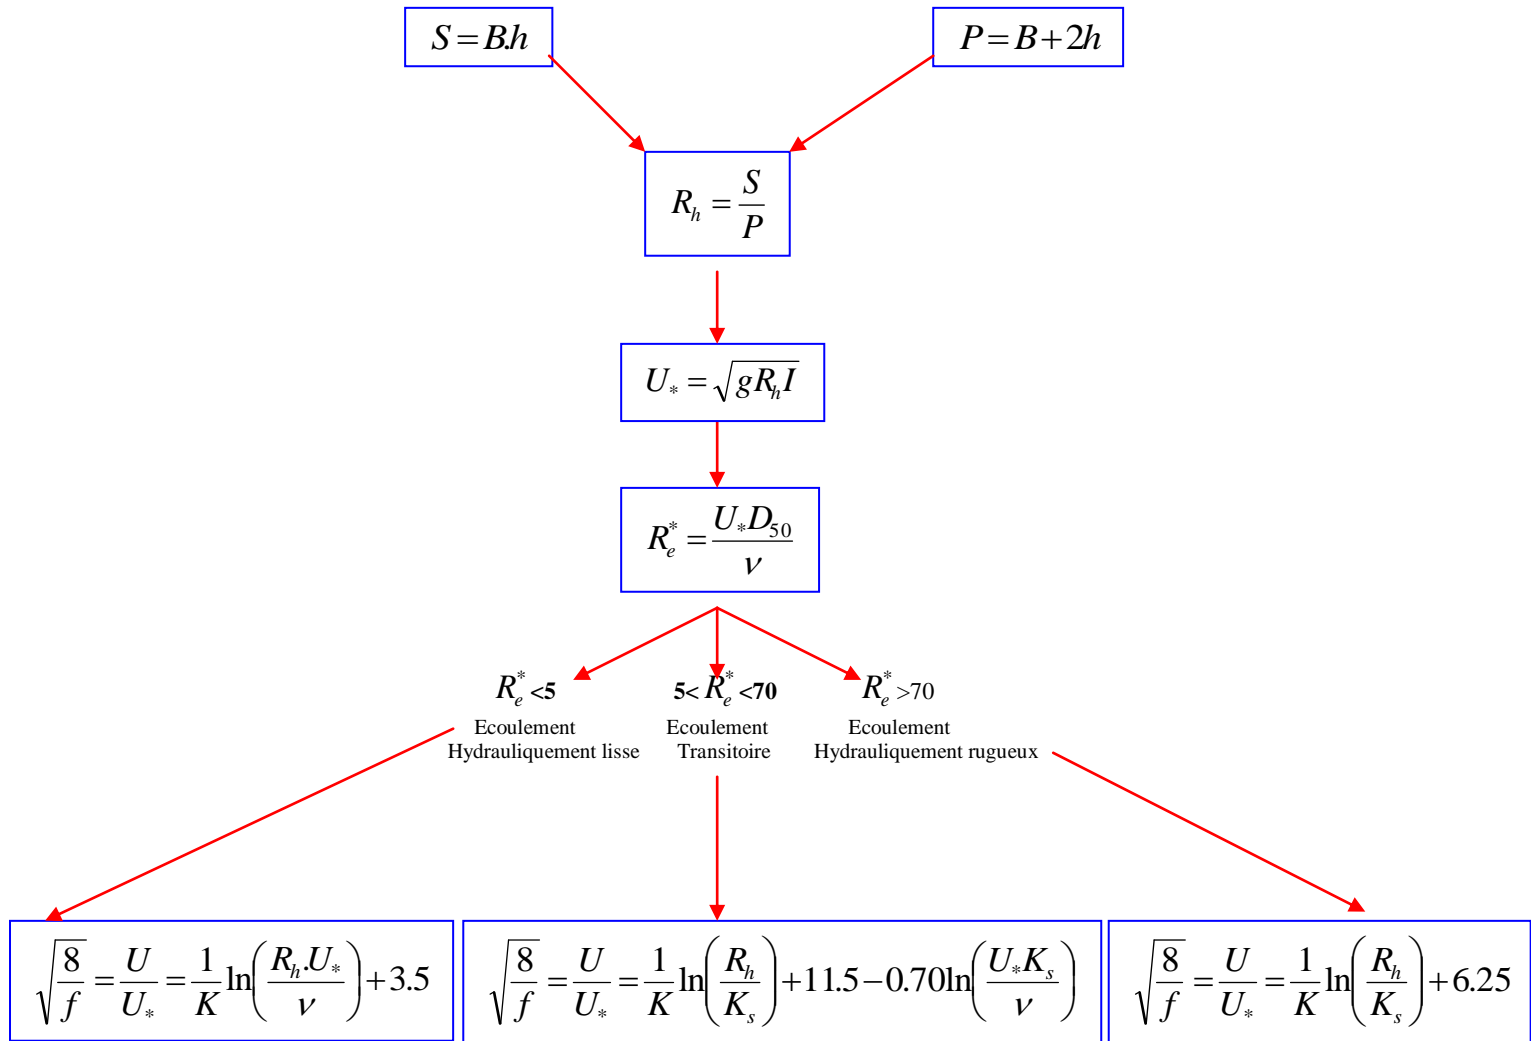 S = B.h
P = B + 2h
R_h = S/P
U_* = √(gR_hI)
R_e^* = U_*D_50/ν
R_e^* <5
5< R_e^* <70
R_e^* >70
Ecoulement
Hydrauliquement lisse
Ecoulement
Transitoire
Ecoulement
Hydrauliquement rugueux
√(8/f) = U/U_* = 1/K ln(R_h.U_*/ν) + 3.5
√(8/f) = U/U_* = 1/K ln(R_h/K_s) + 11.5 − 0.70 ln(U_*K_s/ν)
√(8/f) = U/U_* = 1/K ln(R_h/K_s) + 6.25